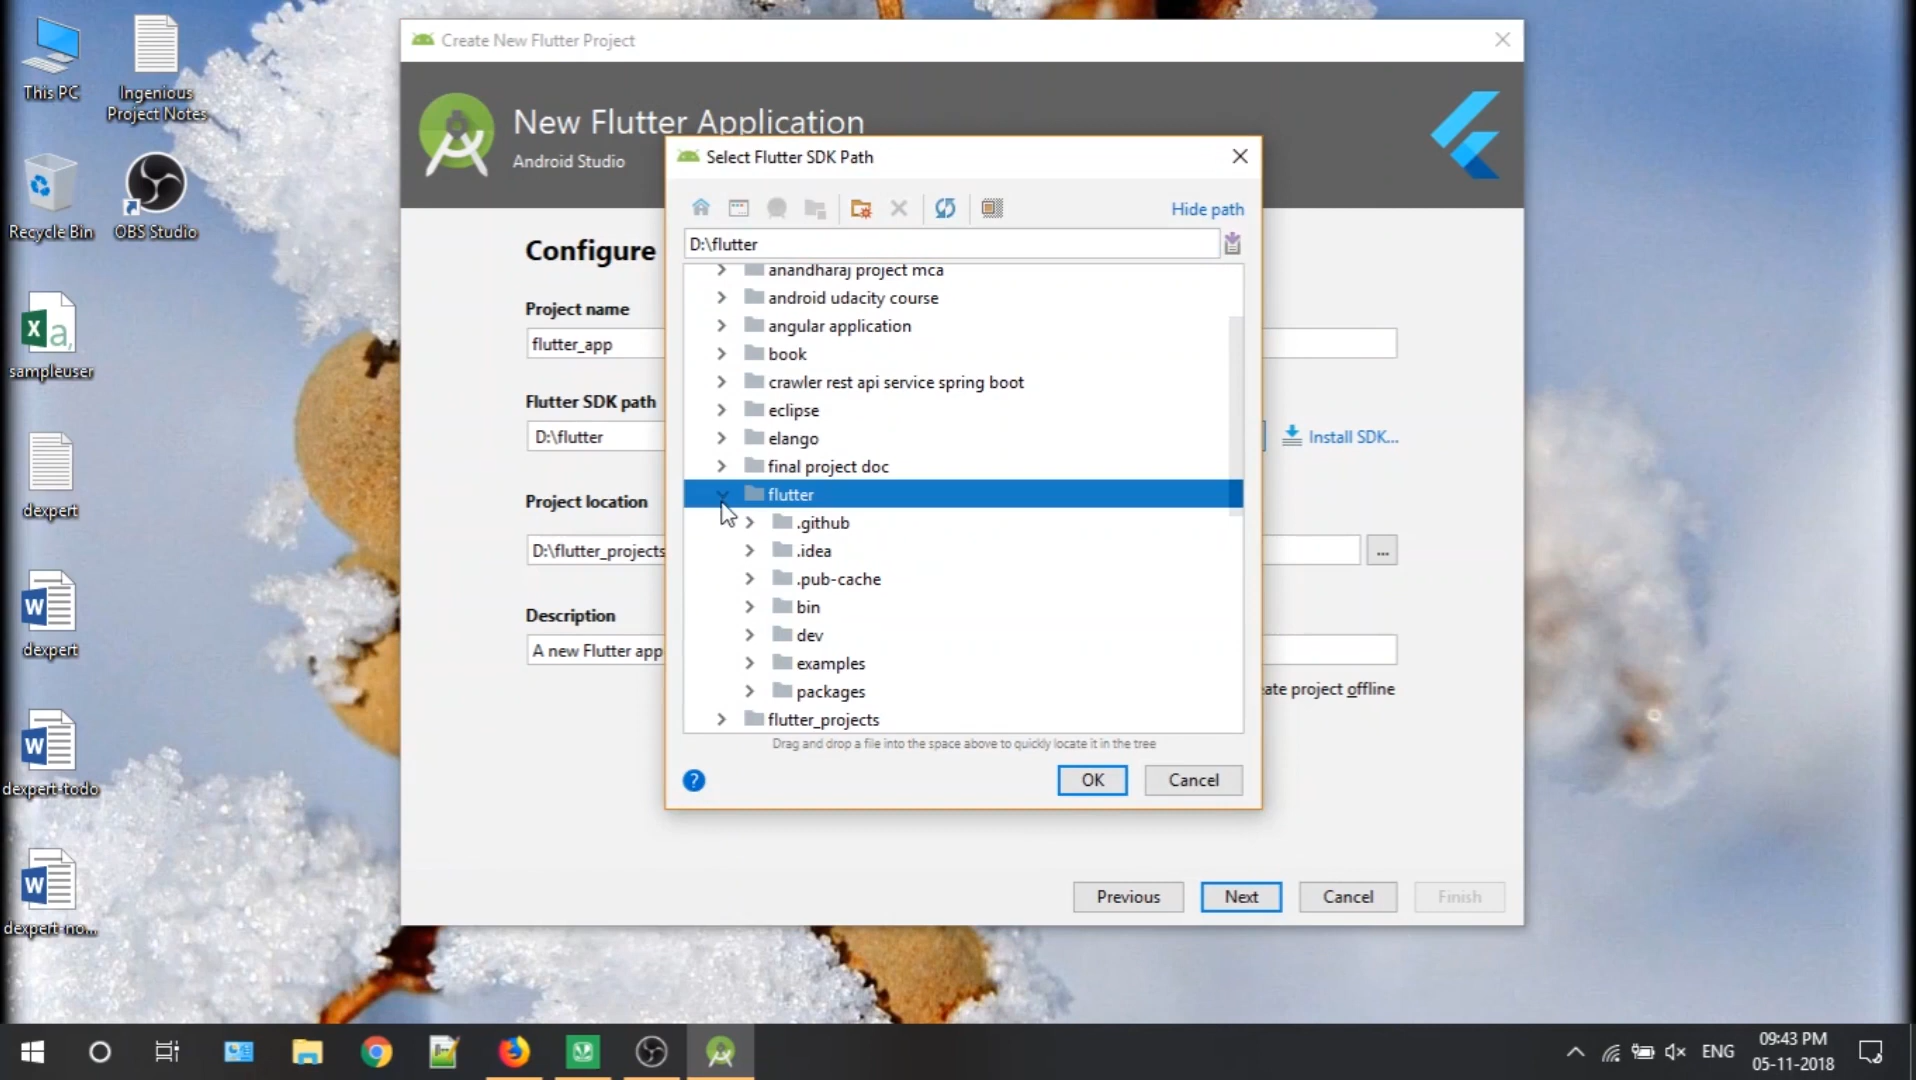 This PC
Ingenious
Project Notes
Recycle Bin
OBS Studio
sampleuser
dexpert
dexpert
dexpert-todo
dexpert-no...
Create New Flutter Project
New Flutter Application
Android Studio
Configure
Project name
flutter_app
Flutter SDK path
D:\flutter
Install SDK...
Project location
D:\flutter_projects
...
Description
A new Flutter app
ate project offline
Previous
Next
Cancel
Finish
Select Flutter SDK Path
Hide path
D:\flutter
anandharaj project mca
android udacity course
angular application
book
crawler rest api service spring boot
eclipse
elango
final project doc
flutter
.github
.idea
.pub-cache
bin
dev
examples
packages
flutter_projects
Drag and drop a file into the space above to quickly locate it in the tree
?
OK
Cancel
ENG
09:43 PM
05-11-2018